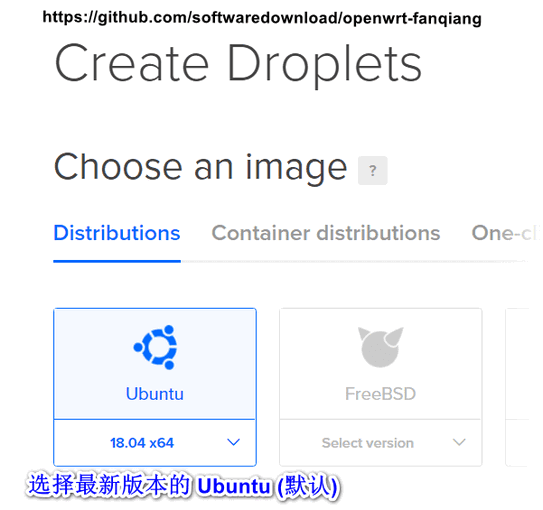 https://github.com/softwaredownload/openwrt-fanqiang
Create Droplets
Choose an image ?
Distributions Container distributions One-cl
Ubuntu FreeBSD
18.04 x64 Select version
选择最新版本的 Ubuntu (默认)